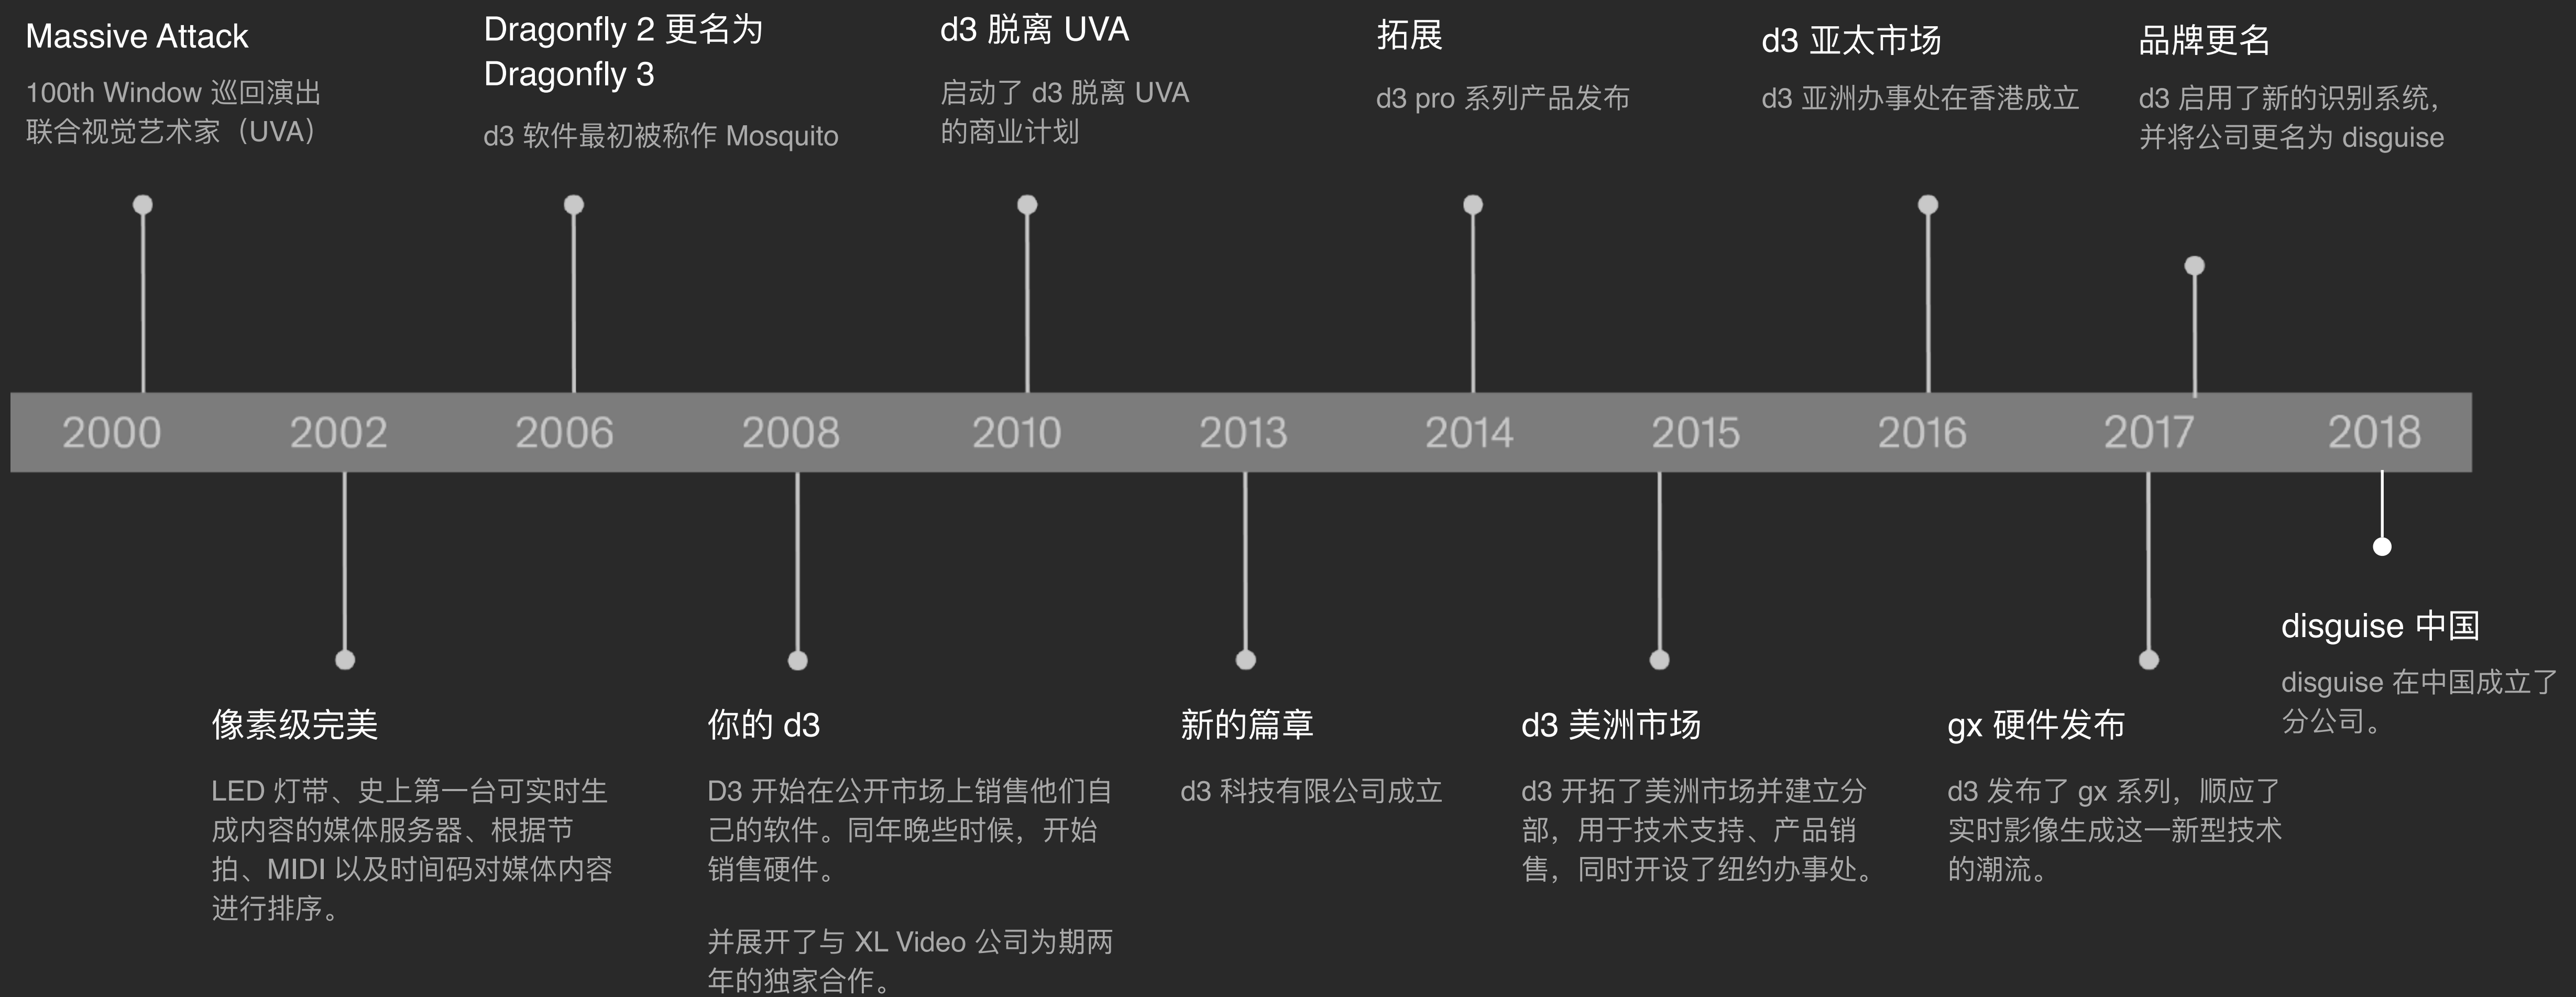 Massive Attack
100th Window 巡回演出
联合视觉艺术家（UVA）
Dragonfly 2 更名为
Dragonfly 3
d3 软件最初被称作 Mosquito
d3 脱离 UVA
启动了 d3 脱离 UVA
的商业计划
拓展
d3 pro 系列产品发布
d3 亚太市场
d3 亚洲办事处在香港成立
品牌更名
d3 启用了新的识别系统，
并将公司更名为 disguise
2000 2002 2006 2008 2010 2013 2014 2015 2016 2017 2018
像素级完美
LED 灯带、史上第一台可实时生
成内容的媒体服务器、根据节
拍、MIDI 以及时间码对媒体内容
进行排序。
你的 d3
D3 开始在公开市场上销售他们自
己的软件。同年晚些时候，开始
销售硬件。
并展开了与 XL Video 公司为期两
年的独家合作。
新的篇章
d3 科技有限公司成立
d3 美洲市场
d3 开拓了美洲市场并建立分
部，用于技术支持、产品销
售，同时开设了纽约办事处。
gx 硬件发布
d3 发布了 gx 系列，顺应了
实时影像生成这一新型技术
的潮流。
disguise 中国
disguise 在中国成立了
分公司。